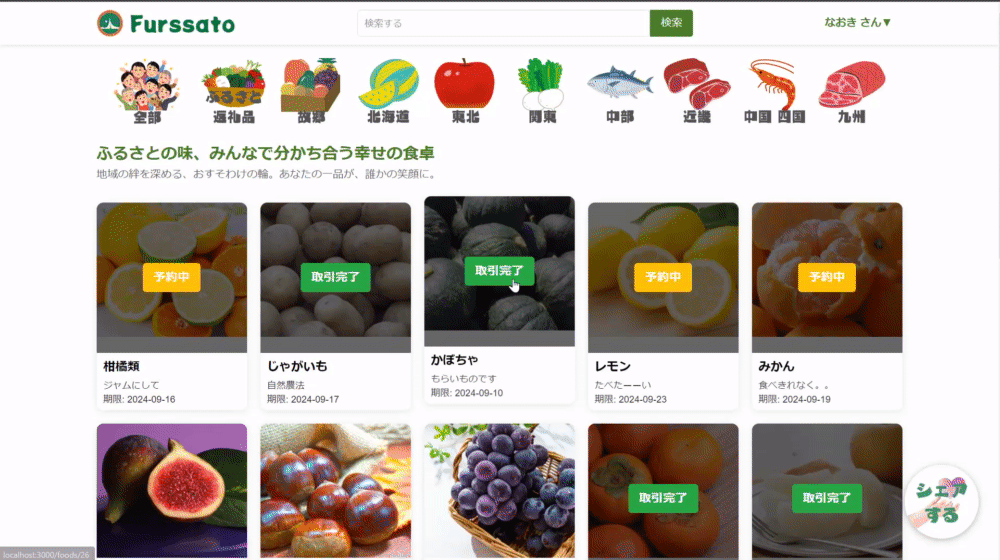 Furssato
検索する
検索
なおき さん▼
ふるさと
全部
返礼品
故郷
北海道
東北
関東
中部
近畿
中国 四国
九州
ふるさとの味、みんなで分かち合う幸せの食卓
地域の絆を深める、おすそわけの輪。あなたの一品が、誰かの笑顔に。
予約中
取引完了
取引完了
予約中
予約中
柑橘類
ジャムにして
期限: 2024-09-16
じゃがいも
自然農法
期限: 2024-09-17
かぼちゃ
もらいものです
期限: 2024-09-10
レモン
たべたーーい
期限: 2024-09-23
みかん
食べきれなく。。
期限: 2024-09-19
取引完了
取引完了
シェア
する
localhost:3000/foods/26